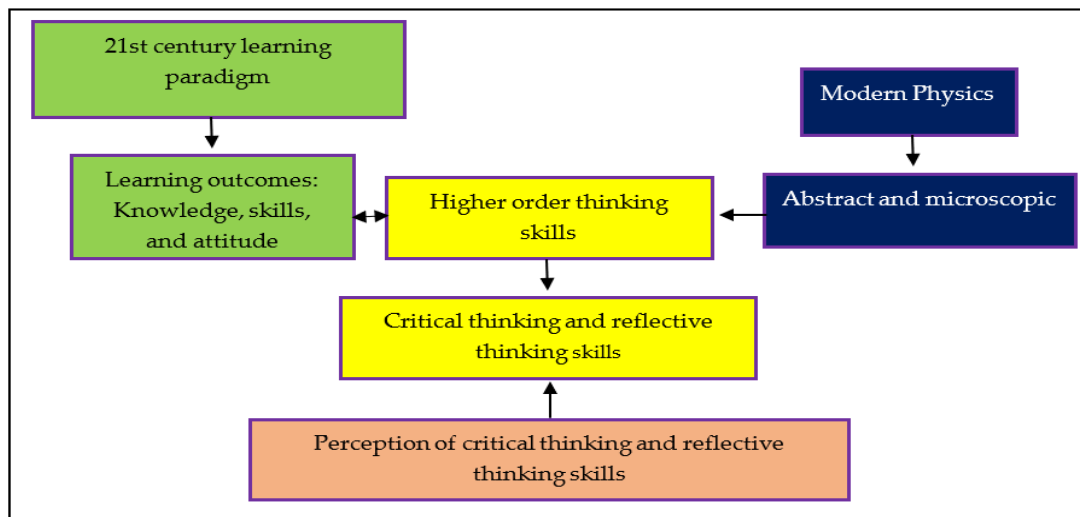 21st century learning
paradigm
Modern Physics
Learning outcomes:
Knowledge, skills,
and attitude
Higher order thinking
skills
Abstract and microscopic
Critical thinking and reflective
thinking skills
Perception of critical thinking and reflective
thinking skills